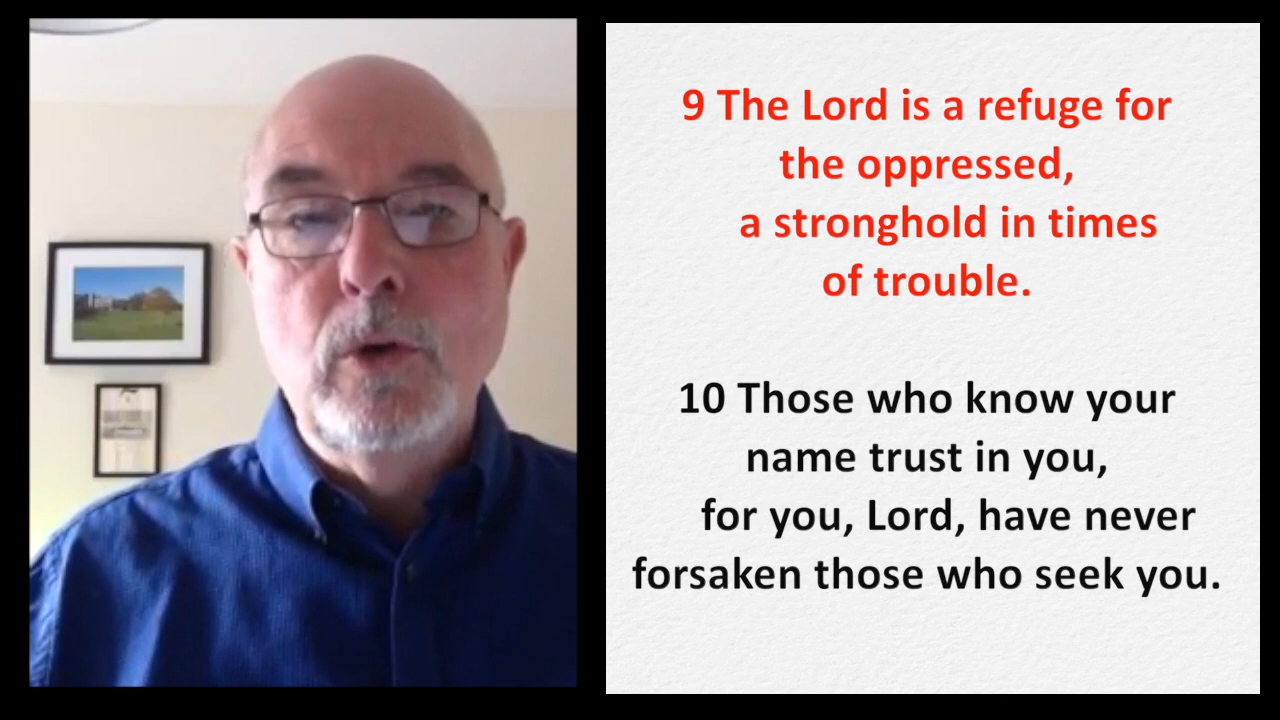 9 The Lord is a refuge for
the oppressed,
a stronghold in times
of trouble.
10 Those who know your
name trust in you,
for you, Lord, have never
forsaken those who seek you.